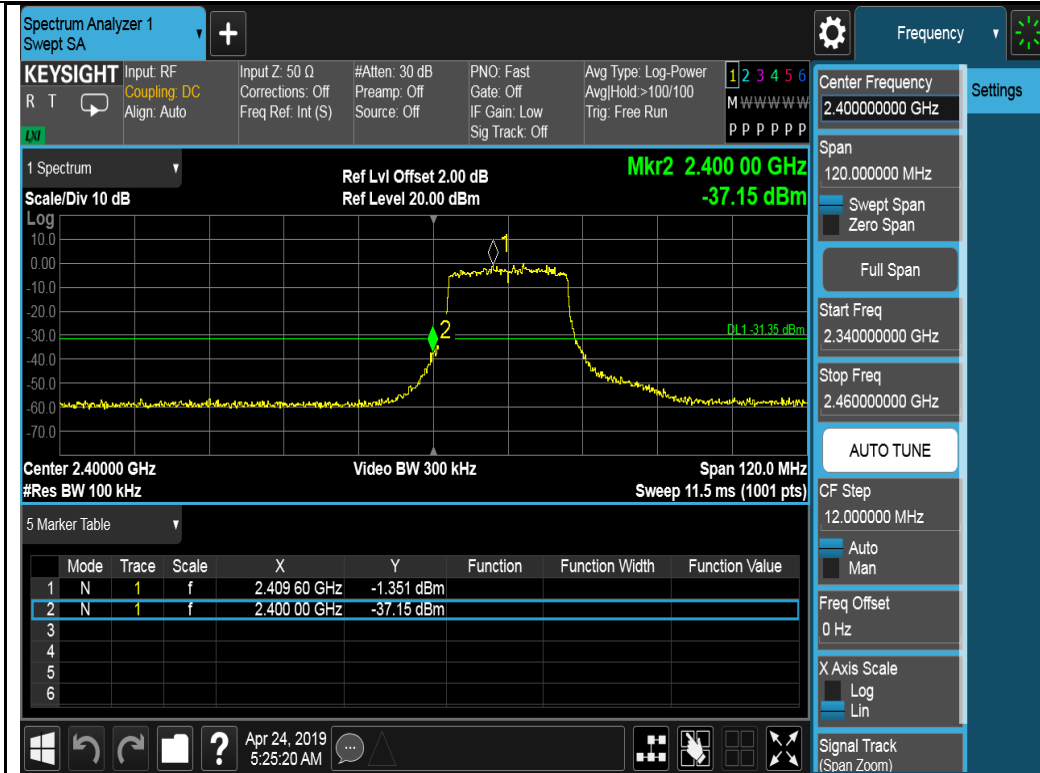 Spectrum Analyzer 1
Swept SA
+
Frequency
KEYSIGHT
R T
LXI
Input: RF
Coupling: DC
Align: Auto
Input Z: 50 Ω
Corrections: Off
Freq Ref: Int (S)
#Atten: 30 dB
Preamp: Off
Source: Off
PNO: Fast
Gate: Off
IF Gain: Low
Sig Track: Off
Avg Type: Log-Power
Avg|Hold:>100/100
Trig: Free Run
1 2 3 4 5 6
M W W W W W
P P P P P P
1 Spectrum
Scale/Div 10 dB
Ref Lvl Offset 2.00 dB
Ref Level 20.00 dBm
Mkr2 2.400 00 GHz
-37.15 dBm
Log
10.0
0.00
-10.0
-20.0
-30.0
-40.0
-50.0
-60.0
-70.0
1
2
DL1 -31.35 dBm
Center 2.40000 GHz
#Res BW 100 kHz
Video BW 300 kHz
Span 120.0 MHz
Sweep 11.5 ms (1001 pts)
5 Marker Table
Mode Trace Scale X Y Function Function Width Function Value
1 N 1 f 2.409 60 GHz -1.351 dBm
2 N 1 f 2.400 00 GHz -37.15 dBm
3
4
5
6
?
Apr 24, 2019
5:25:20 AM
Center Frequency
2.400000000 GHz
Settings
Span
120.000000 MHz
Swept Span
Zero Span
Full Span
Start Freq
2.340000000 GHz
Stop Freq
2.460000000 GHz
AUTO TUNE
CF Step
12.000000 MHz
Auto
Man
Freq Offset
0 Hz
X Axis Scale
Log
Lin
Signal Track
(Span Zoom)